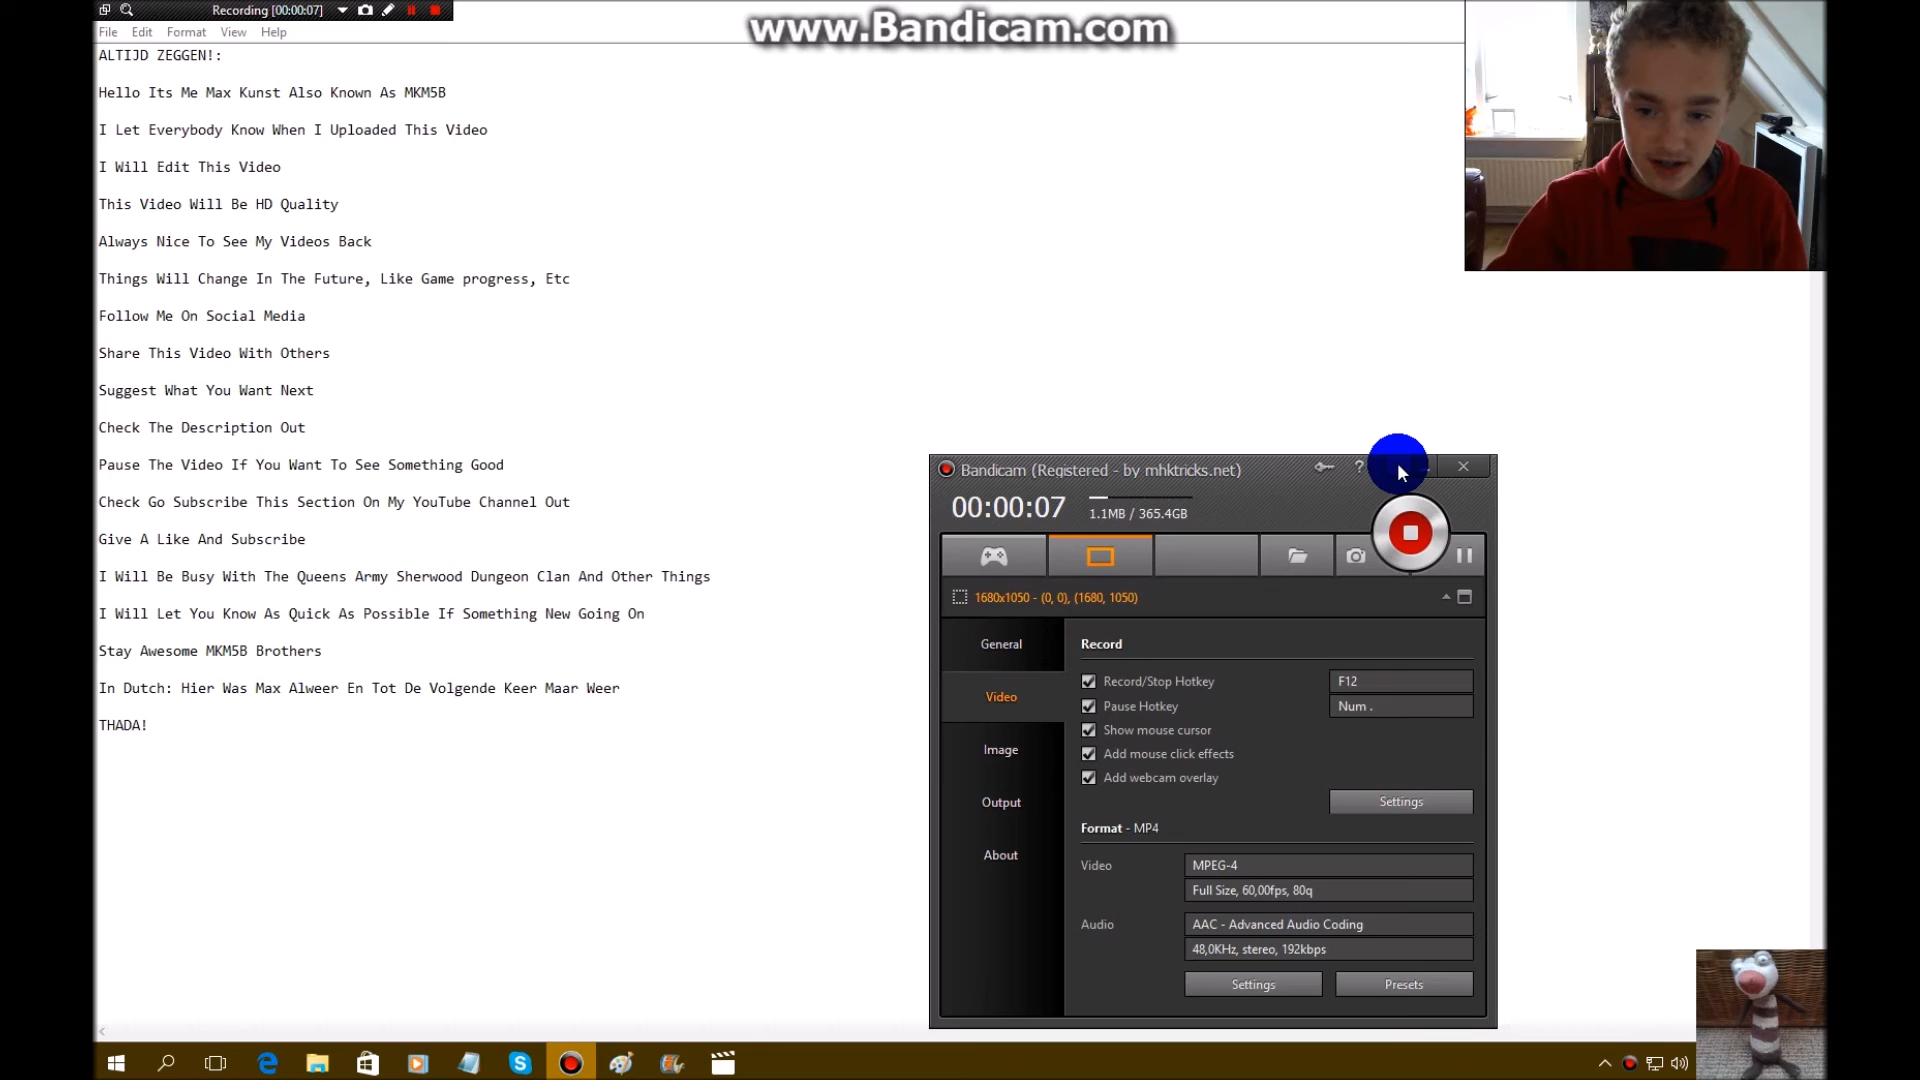 Recording [00:00:07]
www.Bandicam.com
File Edit Format View Help
ALTIJD ZEGGEN!:
Hello Its Me Max Kunst Also Known As MKM5B
I Let Everybody Know When I Uploaded This Video
I Will Edit This Video
This Video Will Be HD Quality
Always Nice To See My Videos Back
Things Will Change In The Future, Like Game progress, Etc
Follow Me On Social Media
Share This Video With Others
Suggest What You Want Next
Check The Description Out
Pause The Video If You Want To See Something Good
Check Go Subscribe This Section On My YouTube Channel Out
Give A Like And Subscribe
I Will Be Busy With The Queens Army Sherwood Dungeon Clan And Other Things
I Will Let You Know As Quick As Possible If Something New Going On
Stay Awesome MKM5B Brothers
In Dutch: Hier Was Max Alweer En Tot De Volgende Keer Maar Weer
THADA!
Bandicam (Registered - by mhktricks.net)
?
00:00:07
1.1MB / 365.4GB
1680x1050 - (0, 0), (1680, 1050)
General
Video
Image
Output
About
Record
Record/Stop Hotkey F12
Pause Hotkey Num .
Show mouse cursor
Add mouse click effects
Add webcam overlay
Settings
Format - MP4
Video MPEG-4
Full Size, 60,00fps, 80q
Audio AAC - Advanced Audio Coding
48,0KHz, stereo, 192kbps
Settings Presets